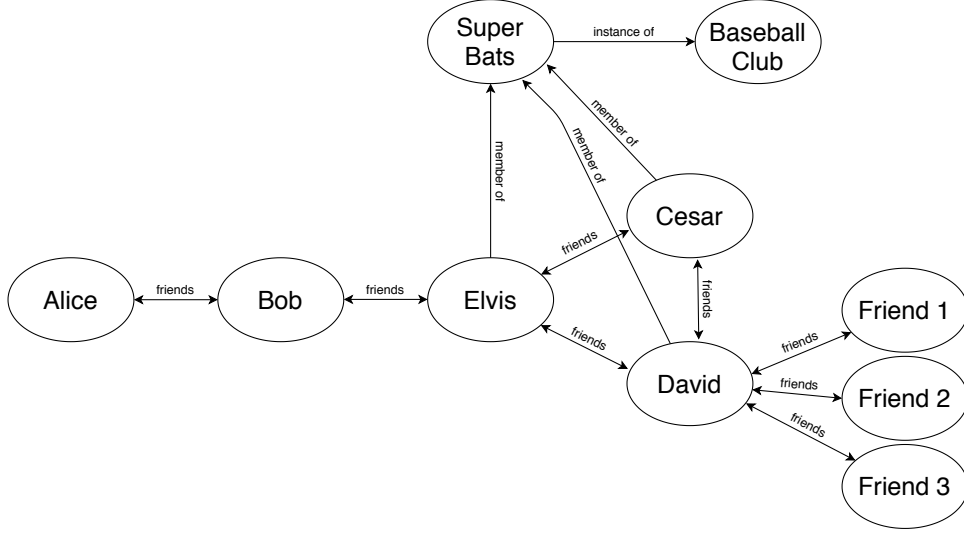 Super
Bats
instance of
Baseball
Club
member of
member of
member of
Cesar
friends
Alice
friends
Bob
friends
Elvis
friends
friends
David
friends
Friend 1
friends
Friend 2
friends
Friend 3